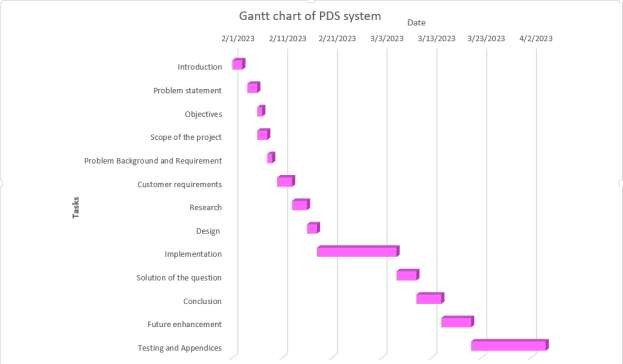 Gantt chart of PDS system
Date
2/1/2023 2/11/2023 2/21/2023 3/3/2023 3/13/2023 3/23/2023 4/2/2023
Introduction
Problem statement
Objectives
Scope of the project
Problem Background and Requirement
Customer requirements
Research
Design
Implementation
Solution of the question
Conclusion
Future enhancement
Testing and Appendices
Tasks